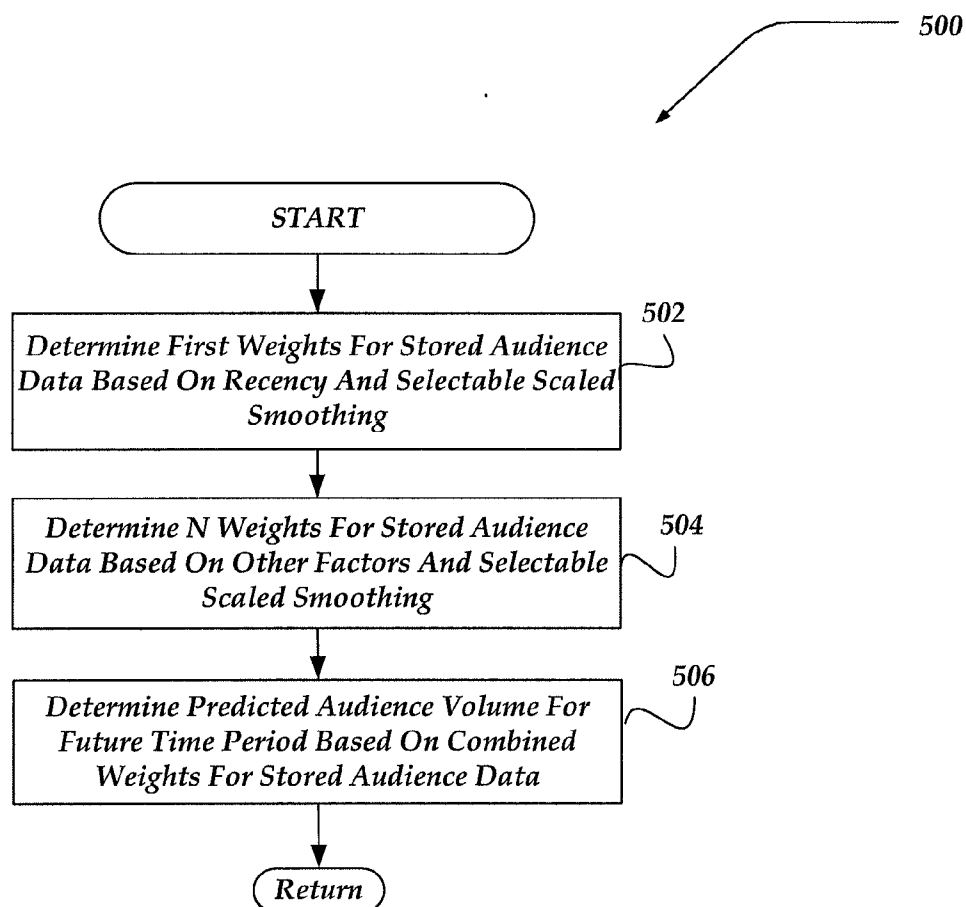 500
START
502
Determine First Weights For Stored Audience
Data Based On Recency And Selectable Scaled
Smoothing
504
Determine N Weights For Stored Audience
Data Based On Other Factors And Selectable
Scaled Smoothing
506
Determine Predicted Audience Volume For
Future Time Period Based On Combined
Weights For Stored Audience Data
Return